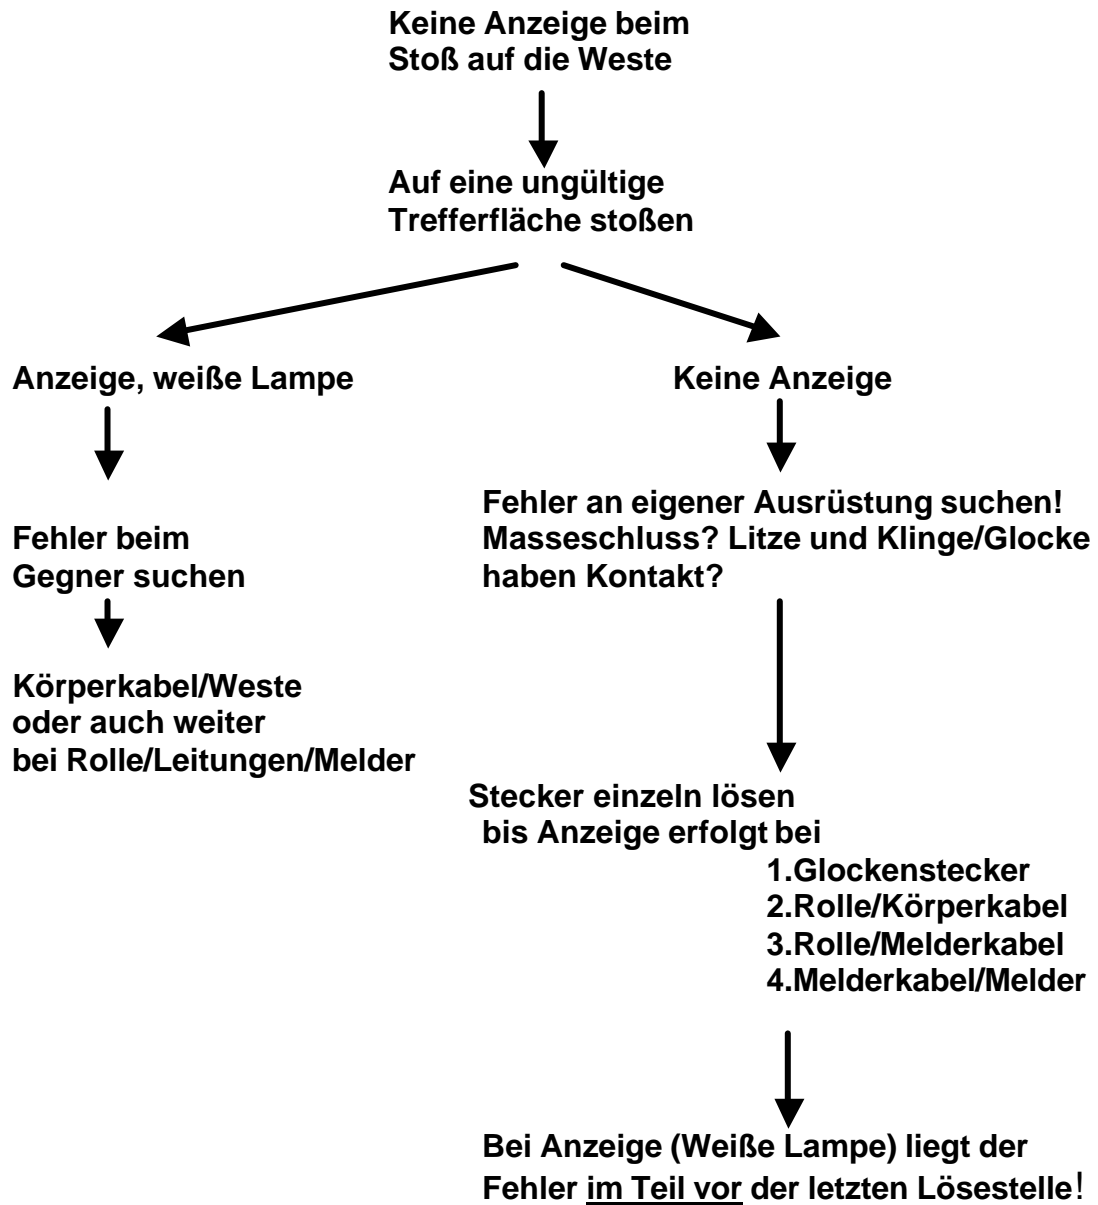 Keine Anzeige beim
Stoß auf die Weste
Auf eine ungültige
Trefferfläche stoßen
Anzeige, weiße Lampe
Fehler beim
Gegner suchen
Körperkabel/Weste
oder auch weiter
bei Rolle/Leitungen/Melder
Keine Anzeige
Fehler an eigener Ausrüstung suchen!
Masseschluss? Litze und Klinge/Glocke
haben Kontakt?
Stecker einzeln lösen
bis Anzeige erfolgt bei
1.Glockenstecker
2.Rolle/Körperkabel
3.Rolle/Melderkabel
4.Melderkabel/Melder
Bei Anzeige (Weiße Lampe) liegt der
Fehler im Teil vor der letzten Lösestelle!